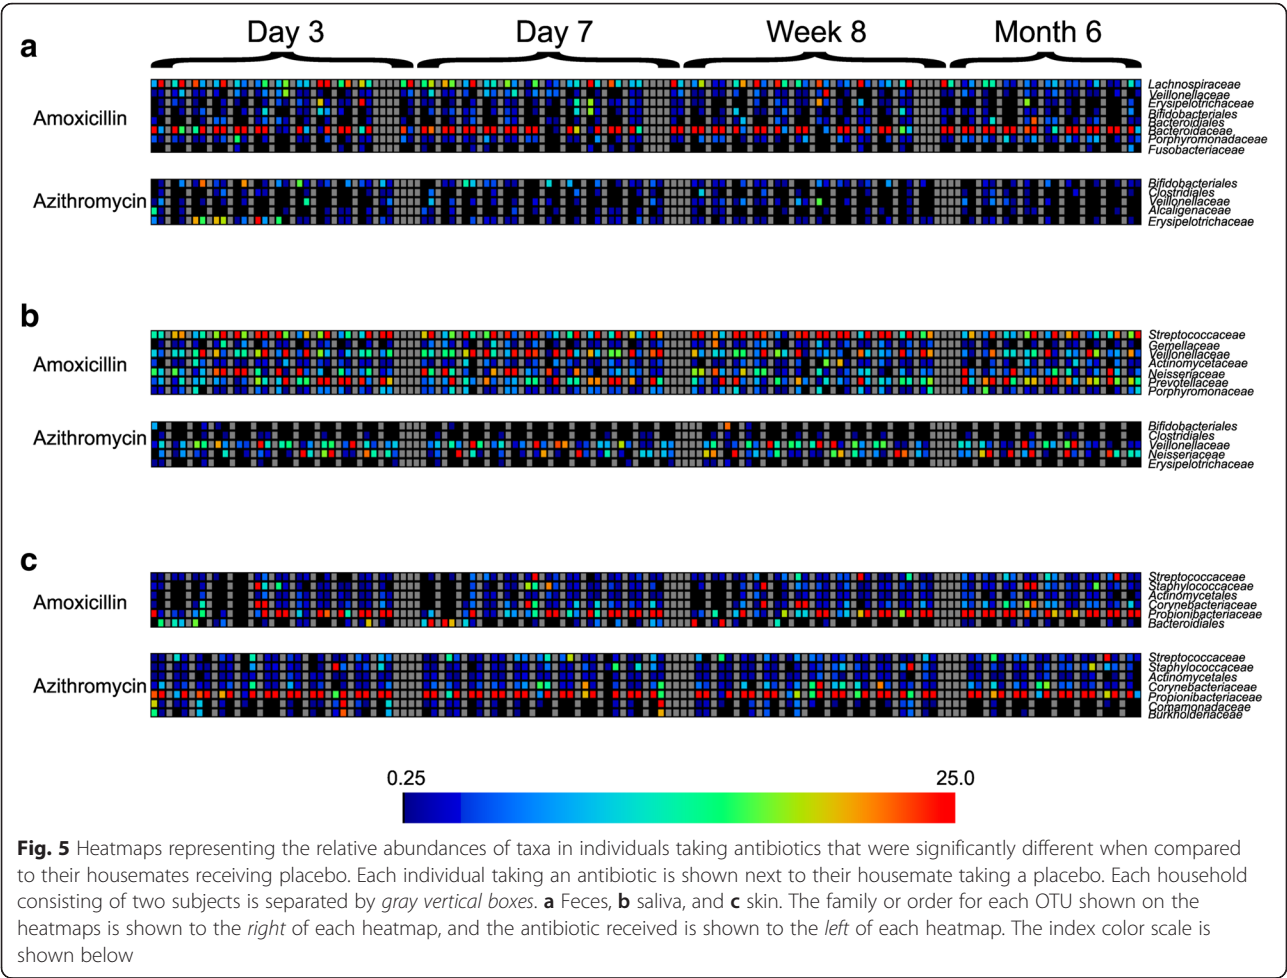 Day 3 Day 7 Week 8 Month 6
a
Amoxicillin
Lachnospiraceae
Veillonellaceae
Erysipelotrichaceae
Bifidobacteriales
Bacteroidiales
Bacteroidaceae
Porphyromonadaceae
Fusobacteriaceae
Azithromycin
Bifidobacteriales
Clostridiales
Veillonellaceae
Alcaligenaceae
Erysipelotrichaceae
b
Amoxicillin
Streptococcaceae
Gemellaceae
Veillonellaceae
Actinomycetaceae
Neisseriaceae
Prevotellaceae
Porphyromonaceae
Azithromycin
Bifidobacteriales
Clostridiales
Veillonellaceae
Neisseriaceae
Erysipelotrichaceae
c
Amoxicillin
Streptococcaceae
Staphylococcaceae
Actinomycetales
Corynebacteriaceae
Propionibacteriaceae
Bacteroidiales
Azithromycin
Streptococcaceae
Staphylococcaceae
Actinomycetales
Corynebacteriaceae
Propionibacteriaceae
Comamonadaceae
Burkholderiaceae
0.25 25.0
Fig. 5 Heatmaps representing the relative abundances of taxa in individuals taking antibiotics that were significantly different when compared
to their housemates receiving placebo. Each individual taking an antibiotic is shown next to their housemate taking a placebo. Each household
consisting of two subjects is separated by gray vertical boxes. a Feces, b saliva, and c skin. The family or order for each OTU shown on the
heatmaps is shown to the right of each heatmap, and the antibiotic received is shown to the left of each heatmap. The index color scale is
shown below